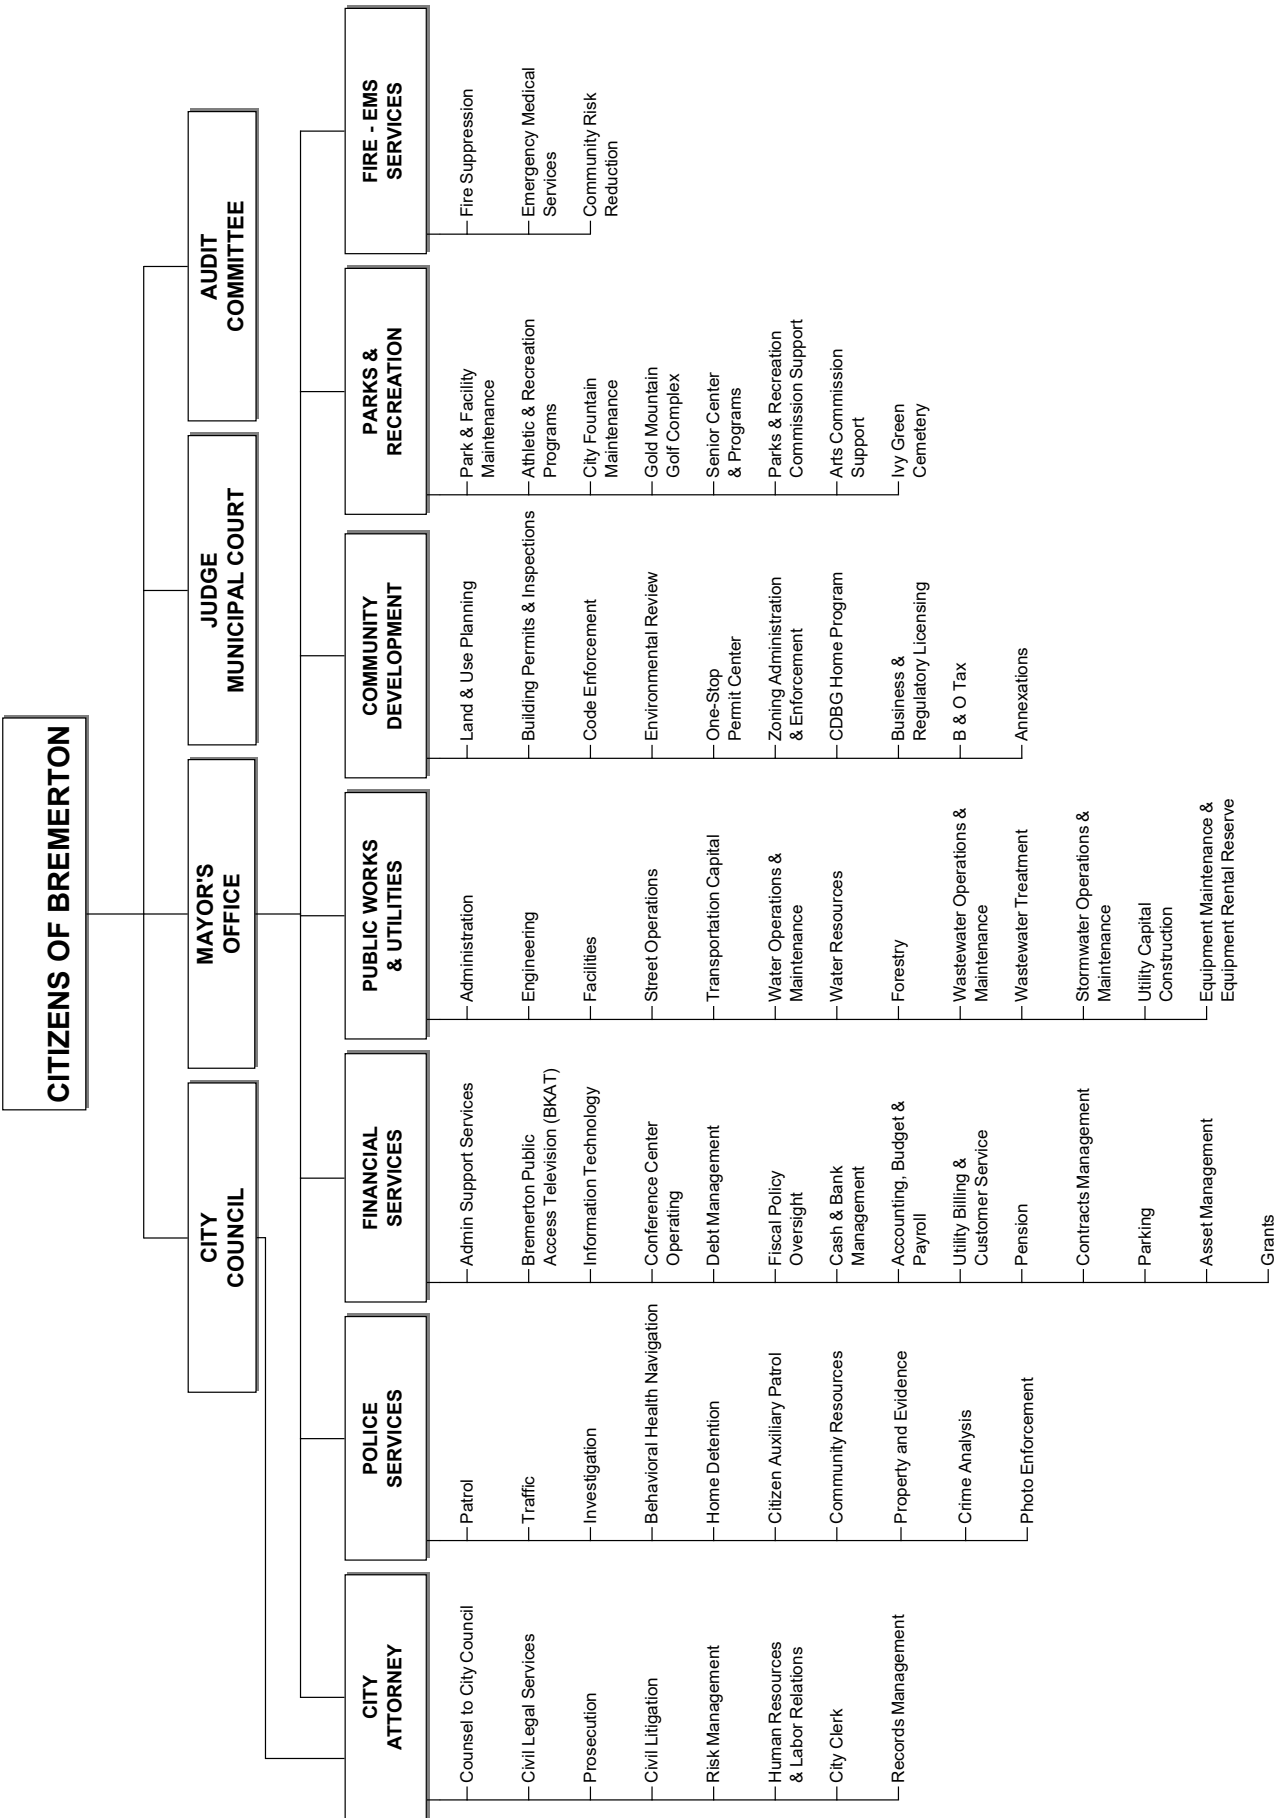 CITIZENS OF BREMERTON
CITY
COUNCIL
MAYOR'S
OFFICE
JUDGE
MUNICIPAL COURT
AUDIT
COMMITTEE
CITY
ATTORNEY
Counsel to City Council
Civil Legal Services
Prosecution
Civil Litigation
Risk Management
Human Resources
& Labor Relations
City Clerk
Records Management
POLICE
SERVICES
Patrol
Traffic
Investigation
Behavioral Health Navigation
Home Detention
Citizen Auxiliary Patrol
Community Resources
Property and Evidence
Crime Analysis
Photo Enforcement
FINANCIAL
SERVICES
Admin Support Services
Bremerton Public
Access Television (BKAT)
Information Technology
Conference Center
Operating
Debt Management
Fiscal Policy
Oversight
Cash & Bank
Management
Accounting, Budget &
Payroll
Utility Billing &
Customer Service
Pension
Contracts Management
Parking
Asset Management
Grants
PUBLIC WORKS
& UTILITIES
Administration
Engineering
Facilities
Street Operations
Transportation Capital
Water Operations &
Maintenance
Water Resources
Forestry
Wastewater Operations &
Maintenance
Wastewater Treatment
Stormwater Operations &
Maintenance
Utility Capital
Construction
Equipment Maintenance &
Equipment Rental Reserve
COMMUNITY
DEVELOPMENT
Land & Use Planning
Building Permits & Inspections
Code Enforcement
Environmental Review
One-Stop
Permit Center
Zoning Administration
& Enforcement
CDBG Home Program
Business &
Regulatory Licensing
B & O Tax
Annexations
PARKS &
RECREATION
Park & Facility
Maintenance
Athletic & Recreation
Programs
City Fountain
Maintenance
Gold Mountain
Golf Complex
Senior Center
& Programs
Parks & Recreation
Commission Support
Arts Commission
Support
Ivy Green
Cemetery
FIRE - EMS
SERVICES
Fire Suppression
Emergency Medical
Services
Community Risk
Reduction